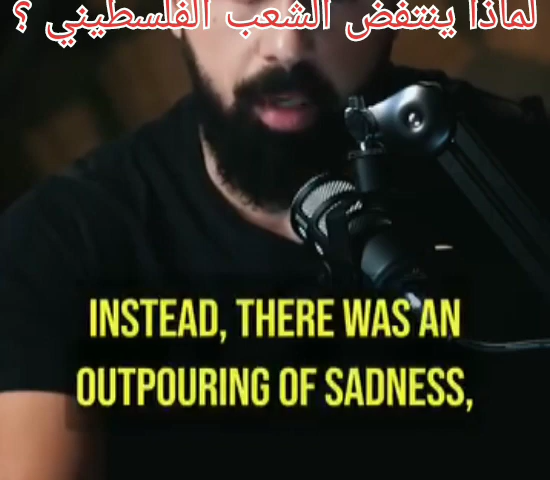 لماذا ينتفض الشعب الفلسطيني ؟
INSTEAD, THERE WAS AN
OUTPOURING OF SADNESS,